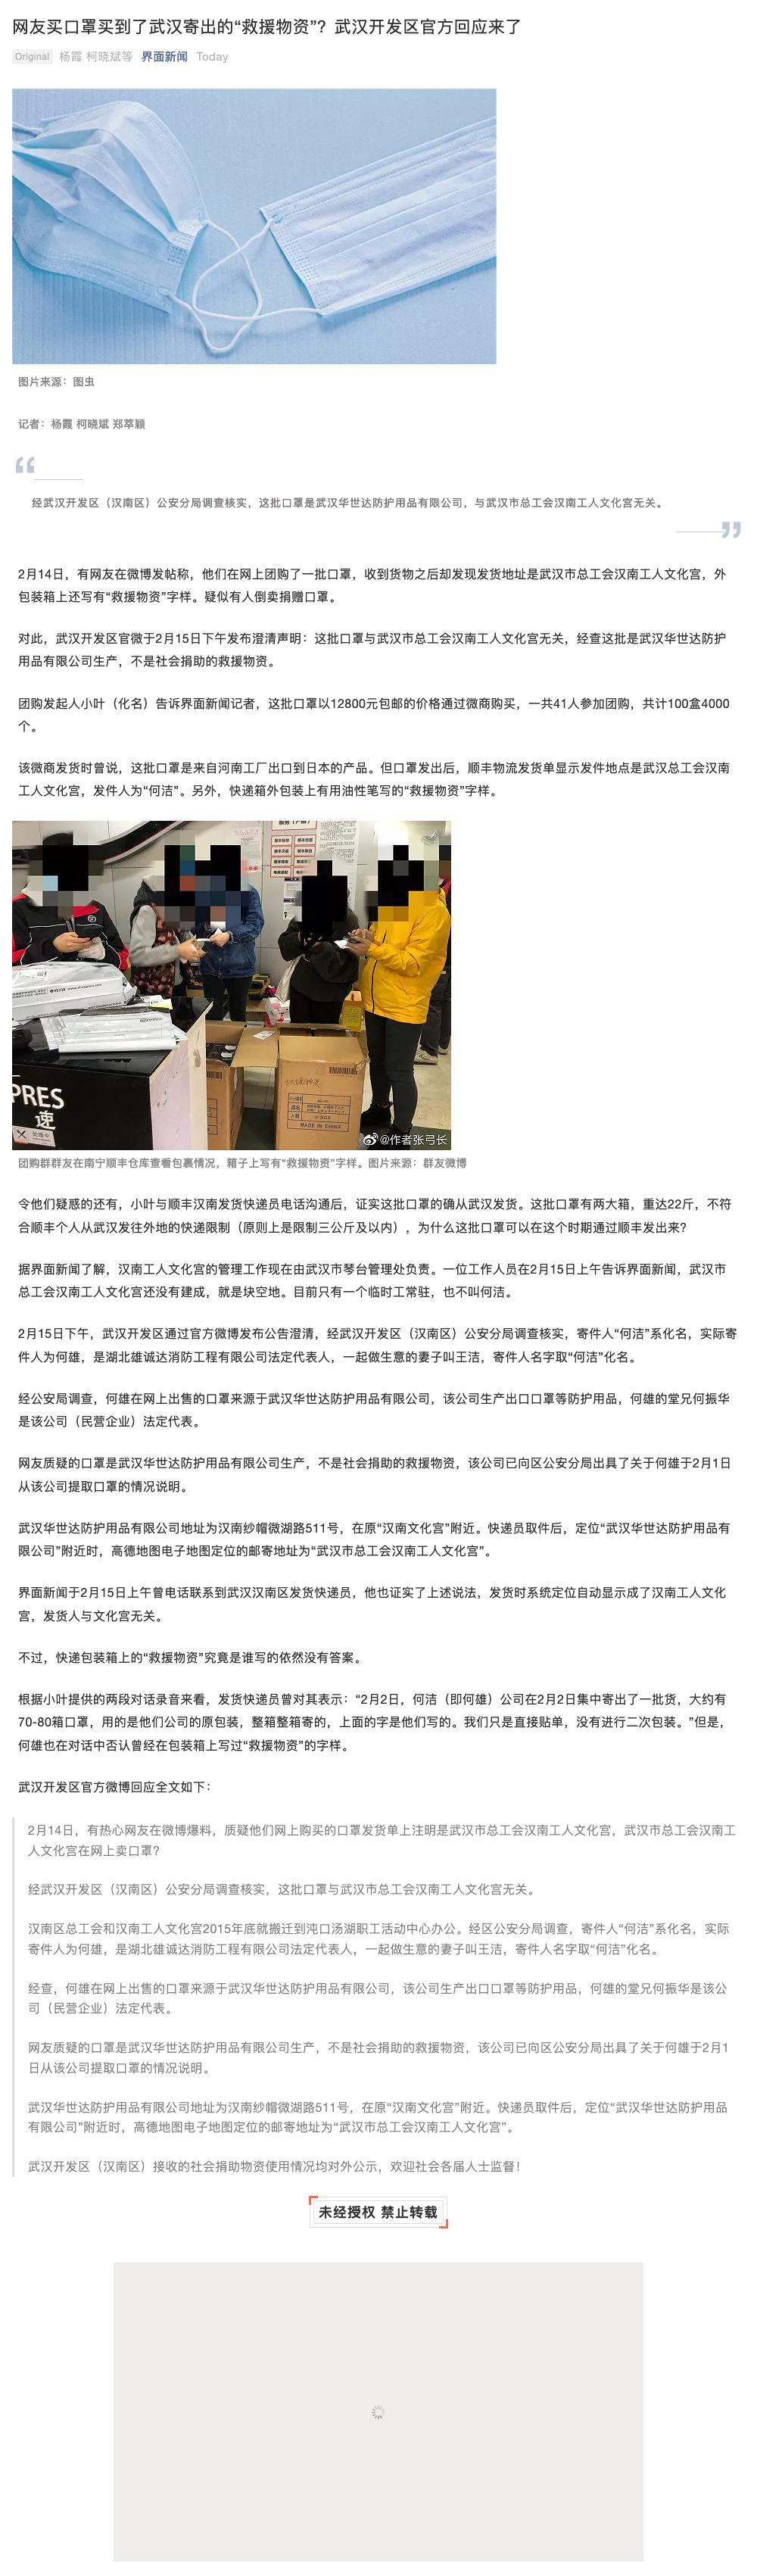 网友买口罩买到了武汉寄出的“救援物资”？武汉开发区官方回应来了
Original 杨霞 柯晓斌等 界面新闻 Today
图片来源：图虫
记者：杨霞 柯晓斌 郑萃颖
“
经武汉开发区（汉南区）公安分局调查核实，这批口罩是武汉华世达防护用品有限公司，与武汉市总工会汉南工人文化宫无关。
”
2月14日，有网友在微博发帖称，他们在网上团购了一批口罩，收到货物之后却发现发货地址是武汉市总工会汉南工人文化宫，外
包装箱上还写有“救援物资”字样。疑似有人倒卖捐赠口罩。
对此，武汉开发区官微于2月15日下午发布澄清声明：这批口罩与武汉市总工会汉南工人文化宫无关，经查这批是武汉华世达防护
用品有限公司生产，不是社会捐助的救援物资。
团购发起人小叶（化名）告诉界面新闻记者，这批口罩以12800元包邮的价格通过微商购买，一共41人参加团购，共计100盒4000
个。
该微商发货时曾说，这批口罩是来自河南工厂出口到日本的产品。但口罩发出后，顺丰物流发货单显示发件地点是武汉总工会汉南
工人文化宫，发件人为“何洁”。另外，快递箱外包装上有用油性笔写的“救援物资”字样。
PRES
速
MADE IN CHINA
@作者张弓长
团购群群友在南宁顺丰仓库查看包裹情况，箱子上写有“救援物资”字样。图片来源：群友微博
令他们疑惑的还有，小叶与顺丰汉南发货快递员电话沟通后，证实这批口罩的确从武汉发货。这批口罩有两大箱，重达22斤，不符
合顺丰个人从武汉发往外地的快递限制（原则上是限制三公斤及以内），为什么这批口罩可以在这个时期通过顺丰发出来？
据界面新闻了解，汉南工人文化宫的管理工作现在由武汉市琴台管理处负责。一位工作人员在2月15日上午告诉界面新闻，武汉市
总工会汉南工人文化宫还没有建成，就是块空地。目前只有一个临时工常驻，也不叫何洁。
2月15日下午，武汉开发区通过官方微博发布公告澄清，经武汉开发区（汉南区）公安分局调查核实，寄件人“何洁”系化名，实际寄
件人为何雄，是湖北雄诚达消防工程有限公司法定代表人，一起做生意的妻子叫王洁，寄件人名字取“何洁”化名。
经公安局调查，何雄在网上出售的口罩来源于武汉华世达防护用品有限公司，该公司生产出口口罩等防护用品，何雄的堂兄何振华
是该公司（民营企业）法定代表。
网友质疑的口罩是武汉华世达防护用品有限公司生产，不是社会捐助的救援物资，该公司已向区公安分局出具了关于何雄于2月1日
从该公司提取口罩的情况说明。
武汉华世达防护用品有限公司地址为汉南纱帽微湖路511号，在原“汉南文化宫”附近。快递员取件后，定位“武汉华世达防护用品有
限公司”附近时，高德地图电子地图定位的邮寄地址为“武汉市总工会汉南工人文化宫”。
界面新闻于2月15日上午曾电话联系到武汉汉南区发货快递员，他也证实了上述说法，发货时系统定位自动显示成了汉南工人文化
宫，发货人与文化宫无关。
不过，快递包装箱上的“救援物资”究竟是谁写的依然没有答案。
根据小叶提供的两段对话录音来看，发货快递员曾对其表示：“2月2日，何洁（即何雄）公司在2月2日集中寄出了一批货，大约有
70-80箱口罩，用的是他们公司的原包装，整箱整箱寄的，上面的字是他们写的。我们只是直接贴单，没有进行二次包装。”但是，
何雄也在对话中否认曾经在包装箱上写过“救援物资”的字样。
武汉开发区官方微博回应全文如下：
2月14日，有热心网友在微博爆料，质疑他们网上购买的口罩发货单上注明是武汉市总工会汉南工人文化宫，武汉市总工会汉南工
人文化宫在网上卖口罩？
经武汉开发区（汉南区）公安分局调查核实，这批口罩与武汉市总工会汉南工人文化宫无关。
汉南区总工会和汉南工人文化宫2015年底就搬迁到沌口汤湖职工活动中心办公。经区公安分局调查，寄件人“何洁”系化名，实际
寄件人为何雄，是湖北雄诚达消防工程有限公司法定代表人，一起做生意的妻子叫王洁，寄件人名字取“何洁”化名。
经查，何雄在网上出售的口罩来源于武汉华世达防护用品有限公司，该公司生产出口口罩等防护用品，何雄的堂兄何振华是该公
司（民营企业）法定代表。
网友质疑的口罩是武汉华世达防护用品有限公司生产，不是社会捐助的救援物资，该公司已向区公安分局出具了关于何雄于2月1
日从该公司提取口罩的情况说明。
武汉华世达防护用品有限公司地址为汉南纱帽微湖路511号，在原“汉南文化宫”附近。快递员取件后，定位“武汉华世达防护用品
有限公司”附近时，高德地图电子地图定位的邮寄地址为“武汉市总工会汉南工人文化宫”。
武汉开发区（汉南区）接收的社会捐助物资使用情况均对外公示，欢迎社会各届人士监督！
未经授权 禁止转载